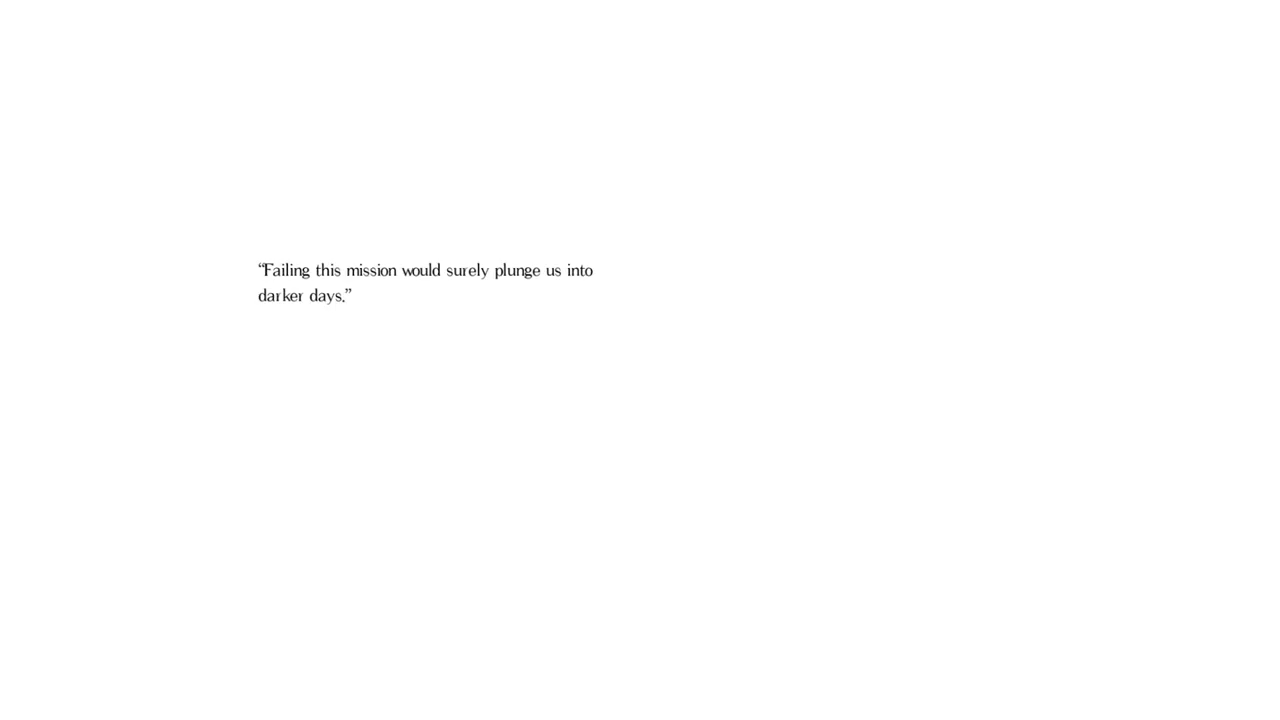 “Failing this mission would surely plunge us into
darker days.”